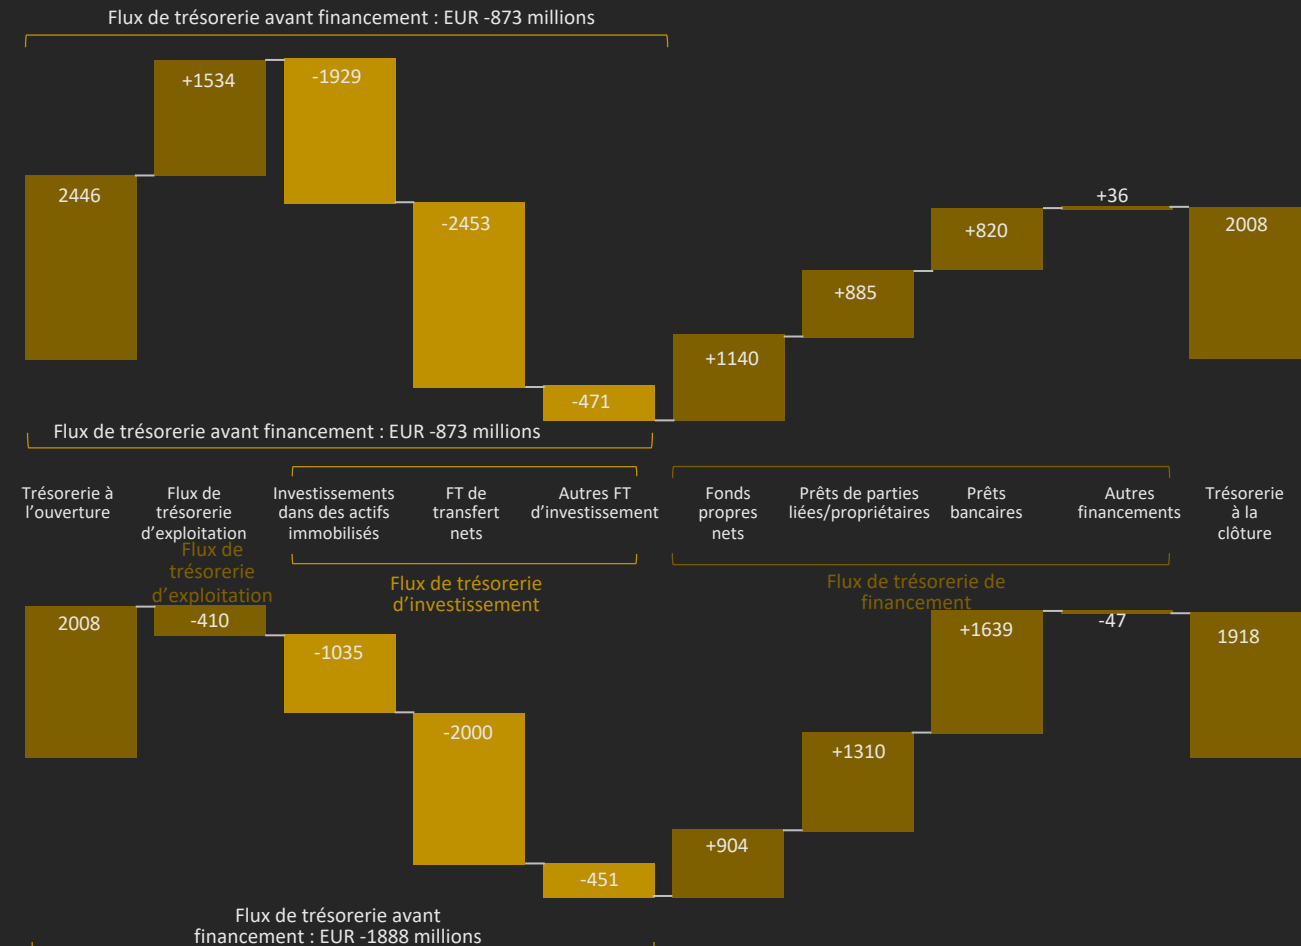 Flux de trésorerie avant financement : EUR -873 millions
+1534
-1929
2446
-2453
+36
+820
2008
+885
+1140
-471
Flux de trésorerie avant financement : EUR -873 millions
Trésorerie à
l’ouverture
Flux de
trésorerie
d’exploitation
Investissements
dans des actifs
immobilisés
FT de
transfert
nets
Autres FT
d’investissement
Fonds
propres
nets
Prêts de parties
liées/propriétaires
Prêts
bancaires
Autres
financements
Trésorerie
à la
clôture
Flux de
trésorerie
d’exploitation
Flux de trésorerie
d’investissement
Flux de trésorerie de
financement
2008
-410
-1035
-2000
-451
+904
+1310
+1639
-47
1918
Flux de trésorerie avant
financement : EUR -1888 millions